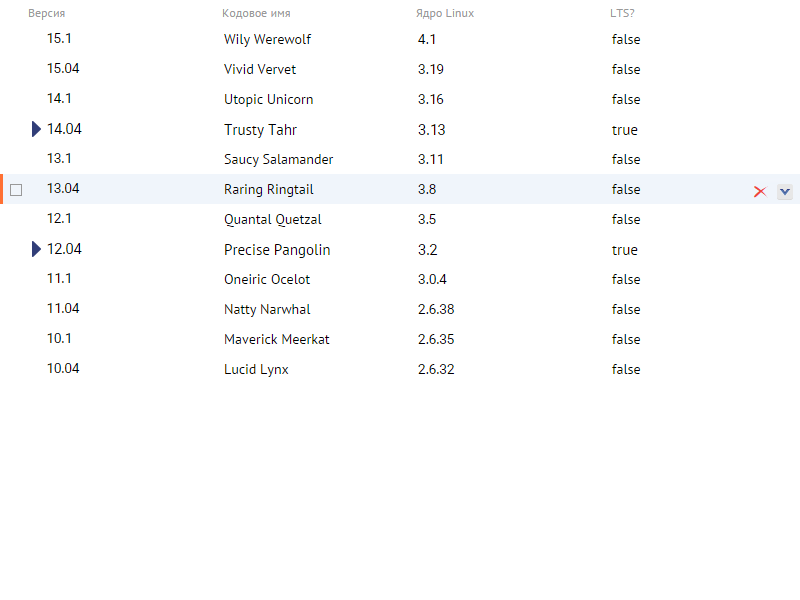 Версия Кодовое имя Ядро Linux LTS?
15.1 Wily Werewolf 4.1 false
15.04 Vivid Vervet 3.19 false
14.1 Utopic Unicorn 3.16 false
14.04 Trusty Tahr 3.13 true
13.1 Saucy Salamander 3.11 false
13.04 Raring Ringtail 3.8 false
12.1 Quantal Quetzal 3.5 false
12.04 Precise Pangolin 3.2 true
11.1 Oneiric Ocelot 3.0.4 false
11.04 Natty Narwhal 2.6.38 false
10.1 Maverick Meerkat 2.6.35 false
10.04 Lucid Lynx 2.6.32 false